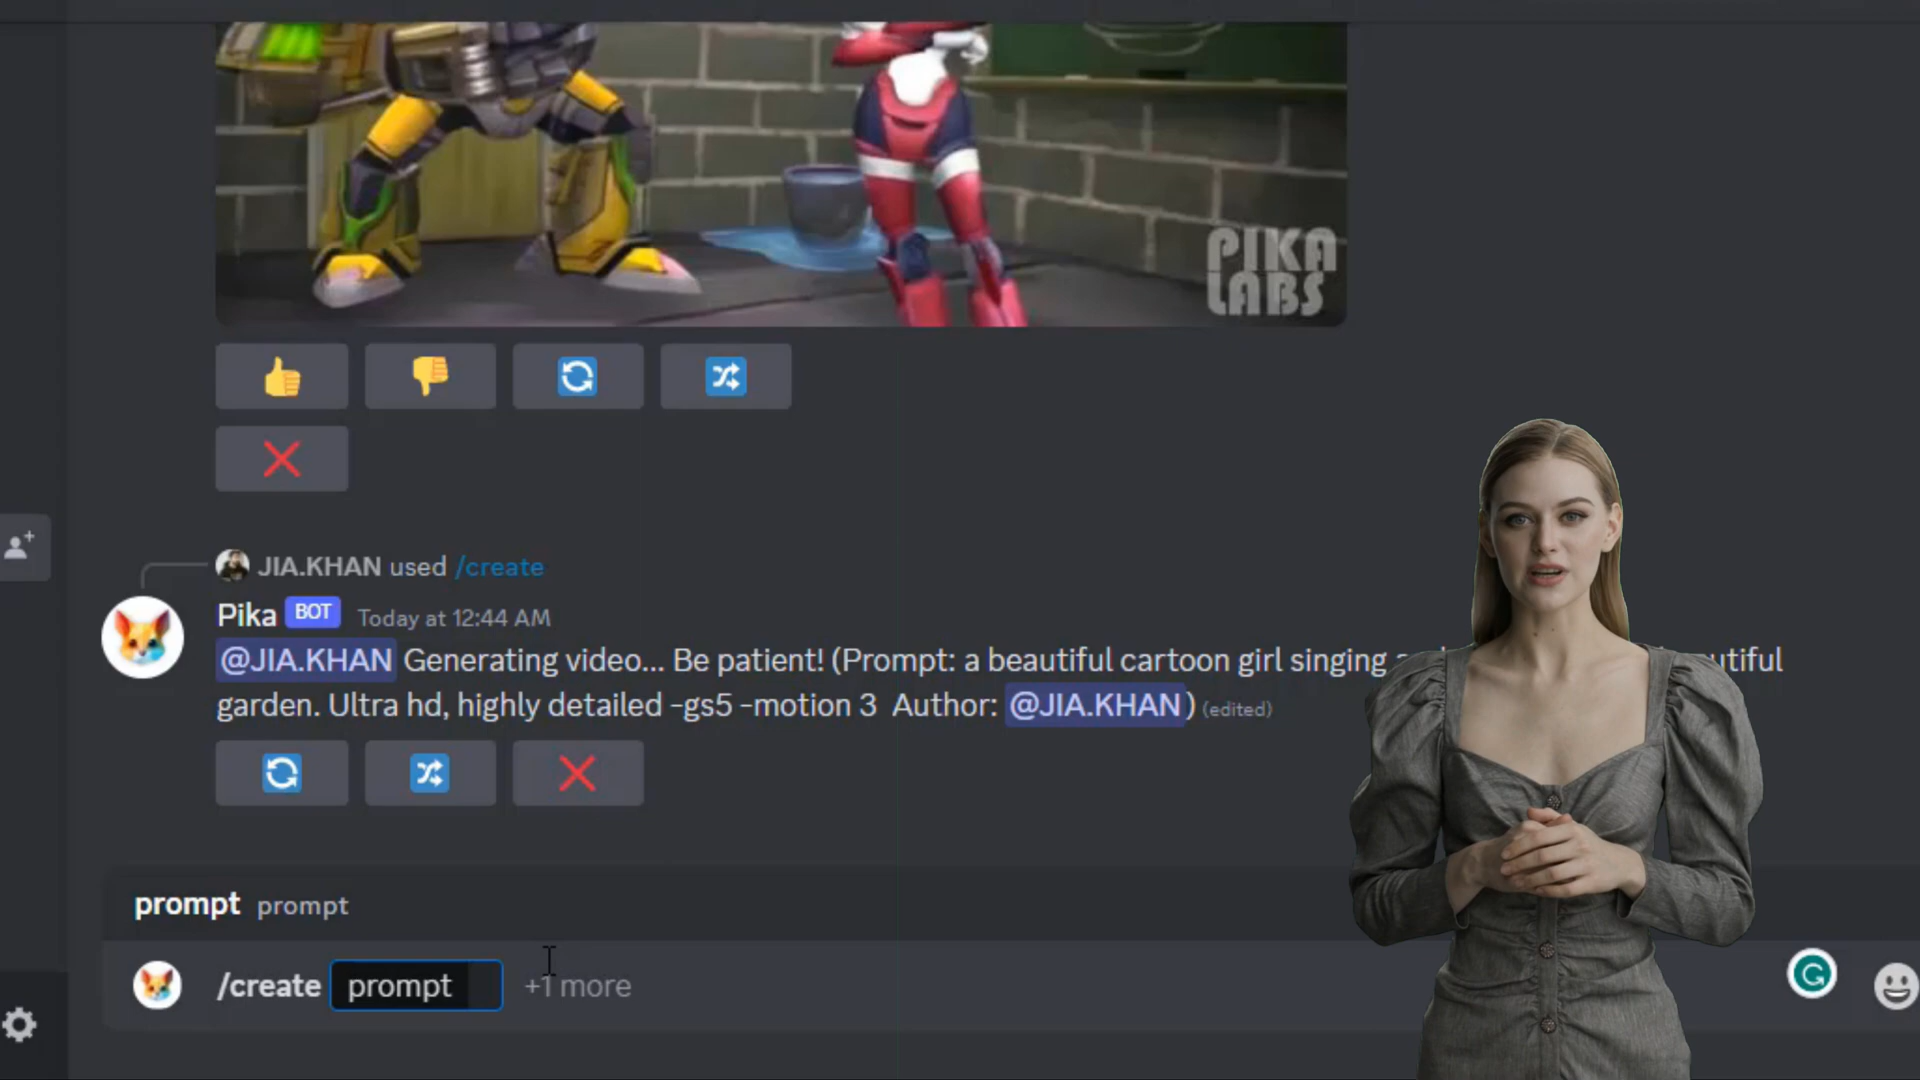 PIKA
LABS
JIA.KHAN used /create
Pika BOT Today at 12:44 AM
@JIA.KHAN Generating video... Be patient! (Prompt: a beautiful cartoon girl singing
garden. Ultra hd, highly detailed -gs5 -motion 3 Author: @JIA.KHAN) (edited)
prompt prompt
/create prompt +1 more